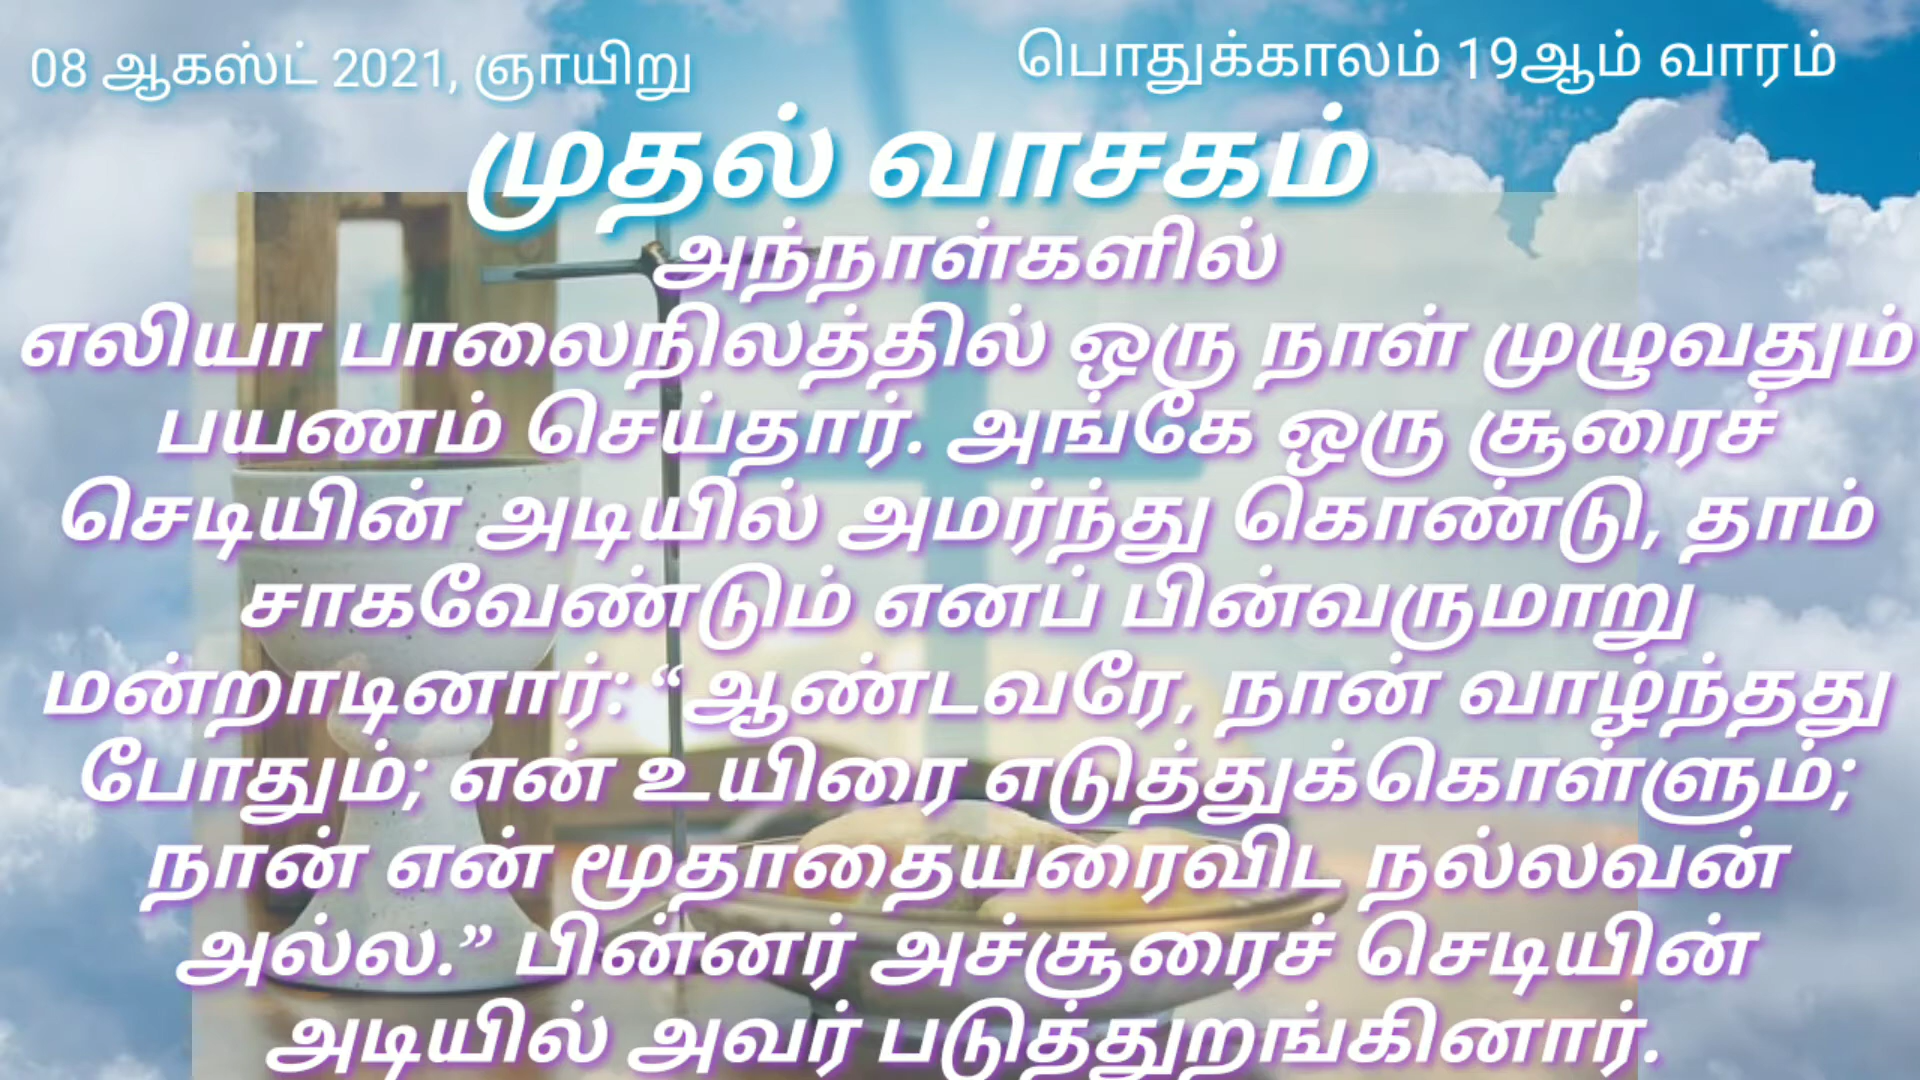 08 ஆகஸ்ட் 2021, ஞாயிறு
பொதுக்காலம் 19ஆம் வாரம்
முதல் வாசகம்
அந்நாள்களில்
எலியா பாலைநிலத்தில் ஒரு நாள் முழுவதும்
பயணம் செய்தார். அங்கே ஒரு சூரைச்
செடியின் அடியில் அமர்ந்து கொண்டு, தாம்
சாகவேண்டும் எனப் பின்வருமாறு
மன்றாடினார்: “ஆண்டவரே, நான் வாழ்ந்தது
போதும்; என் உயிரை எடுத்துக்கொள்ளும்;
நான் என் மூதாதையரைவிட நல்லவன்
அல்ல.” பின்னர் அச்சூரைச் செடியின்
அடியில் அவர் படுத்துறங்கினார்.